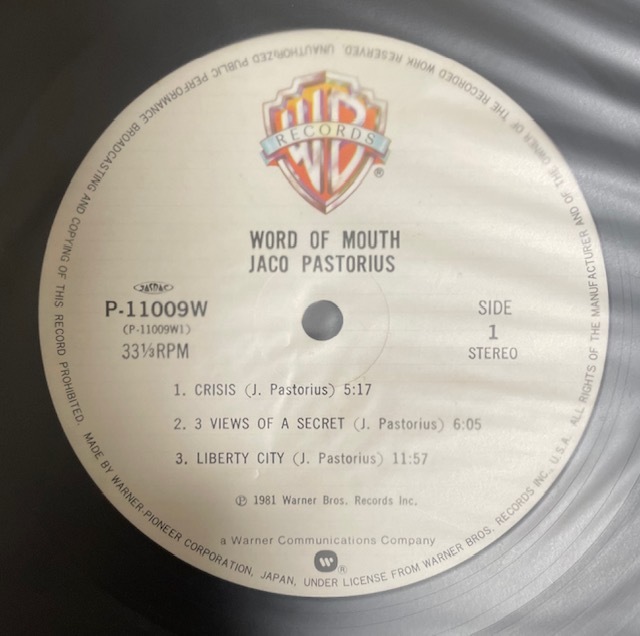 WB
RECORDS
®
WORD OF MOUTH
JACO PASTORIUS
JASRAC
P-11009W
(P-11009W1)
33⅓RPM
SIDE
1
STEREO
1. CRISIS (J. Pastorius) 5:17
2. 3 VIEWS OF A SECRET (J. Pastorius) 6:05
3. LIBERTY CITY (J. Pastorius) 11:57
℗ 1981 Warner Bros. Records Inc.
a Warner Communications Company
®
MADE BY WARNER-PIONEER CORPORATION, JAPAN, UNDER LICENSE FROM WARNER BROS. RECORDS INC., U.S.A. ALL RIGHTS OF THE MANUFACTURER AND OF THE OWNER OF THE RECORDED WORK RESERVED. UNAUTHORIZED PUBLIC PERFORMANCE BROADCASTING AND COPYING OF THIS RECORD PROHIBITED.